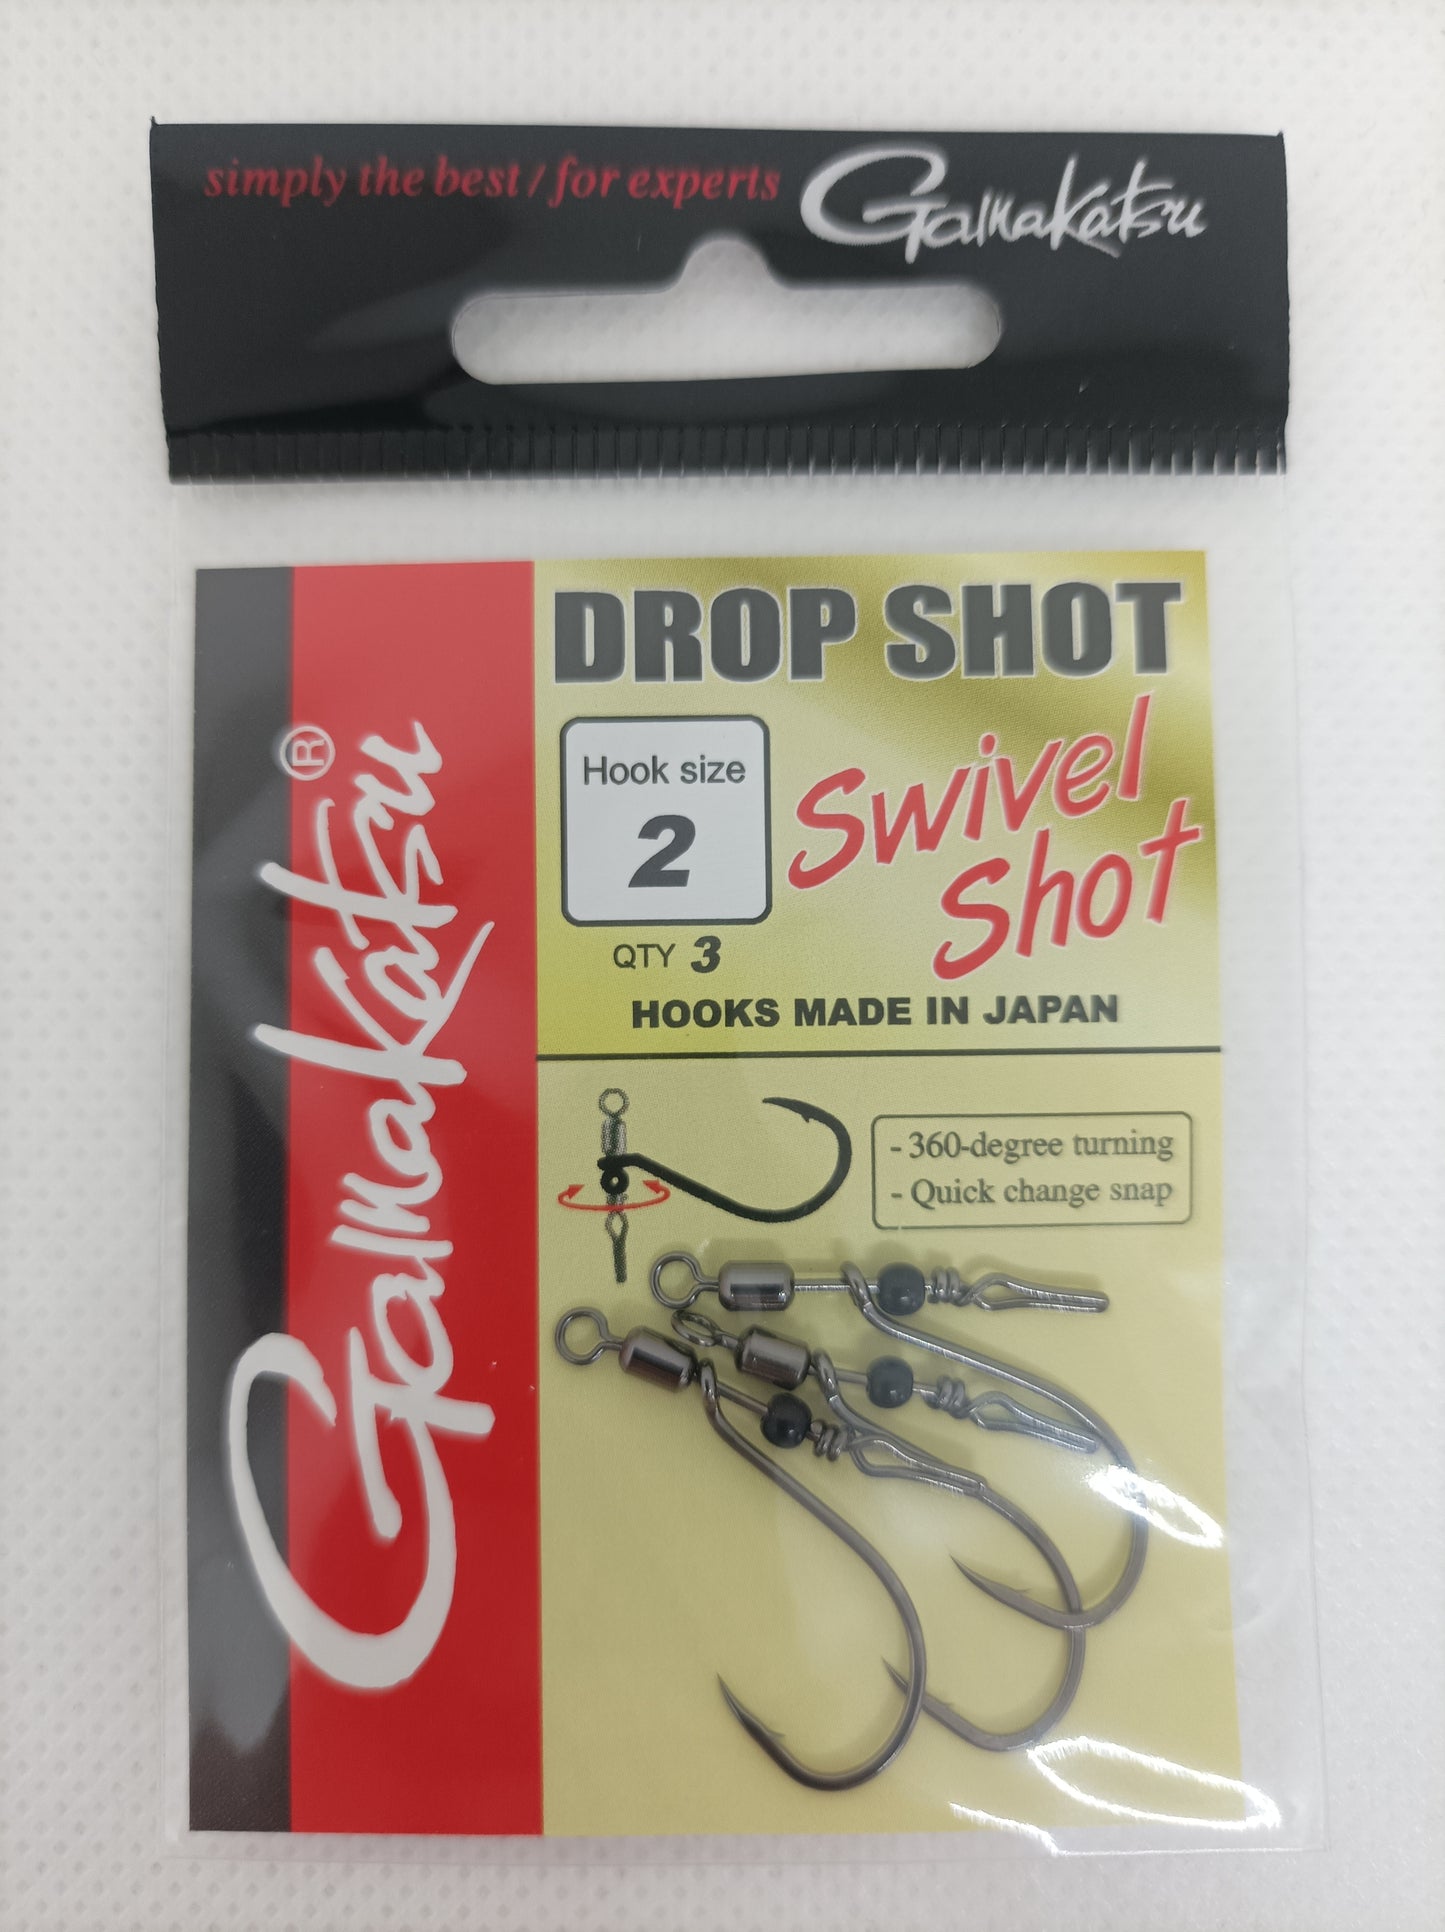 simply the best / for experts
Gamakatsu
Gamakatsu®
DROP SHOT
Swivel
Shot
Hook size
2
QTY 3
HOOKS MADE IN JAPAN
- 360-degree turning
- Quick change snap